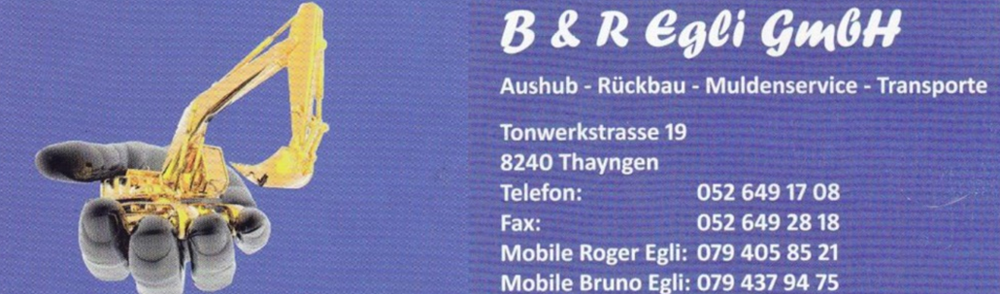 B & R Egli GmbH
Aushub - Rückbau - Muldenservice - Transporte
Tonwerkstrasse 19
8240 Thayngen
Telefon: 052 649 17 08
Fax: 052 649 28 18
Mobile Roger Egli: 079 405 85 21
Mobile Bruno Egli: 079 437 94 75